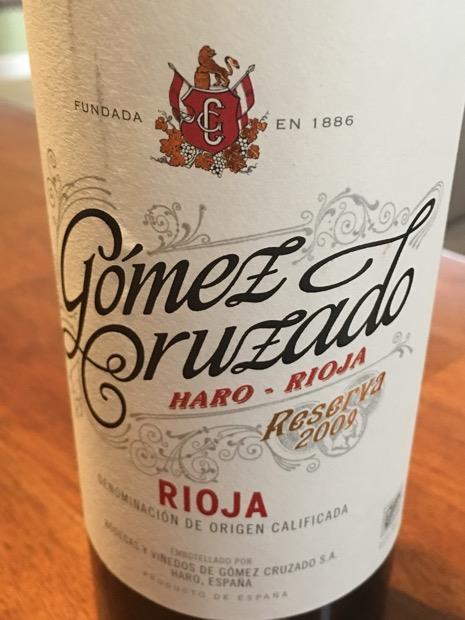 FUNDADA EN 1886
Gómez
Cruzado
HARO - RIOJA
Reserva
2009
RIOJA
DENOMINACIÓN DE ORIGEN CALIFICADA
EMBOTELLADO POR
BODEGAS Y VIÑEDOS DE GÓMEZ CRUZADO S.A.
HARO, ESPAÑA
PRODUCTO DE ESPAÑA